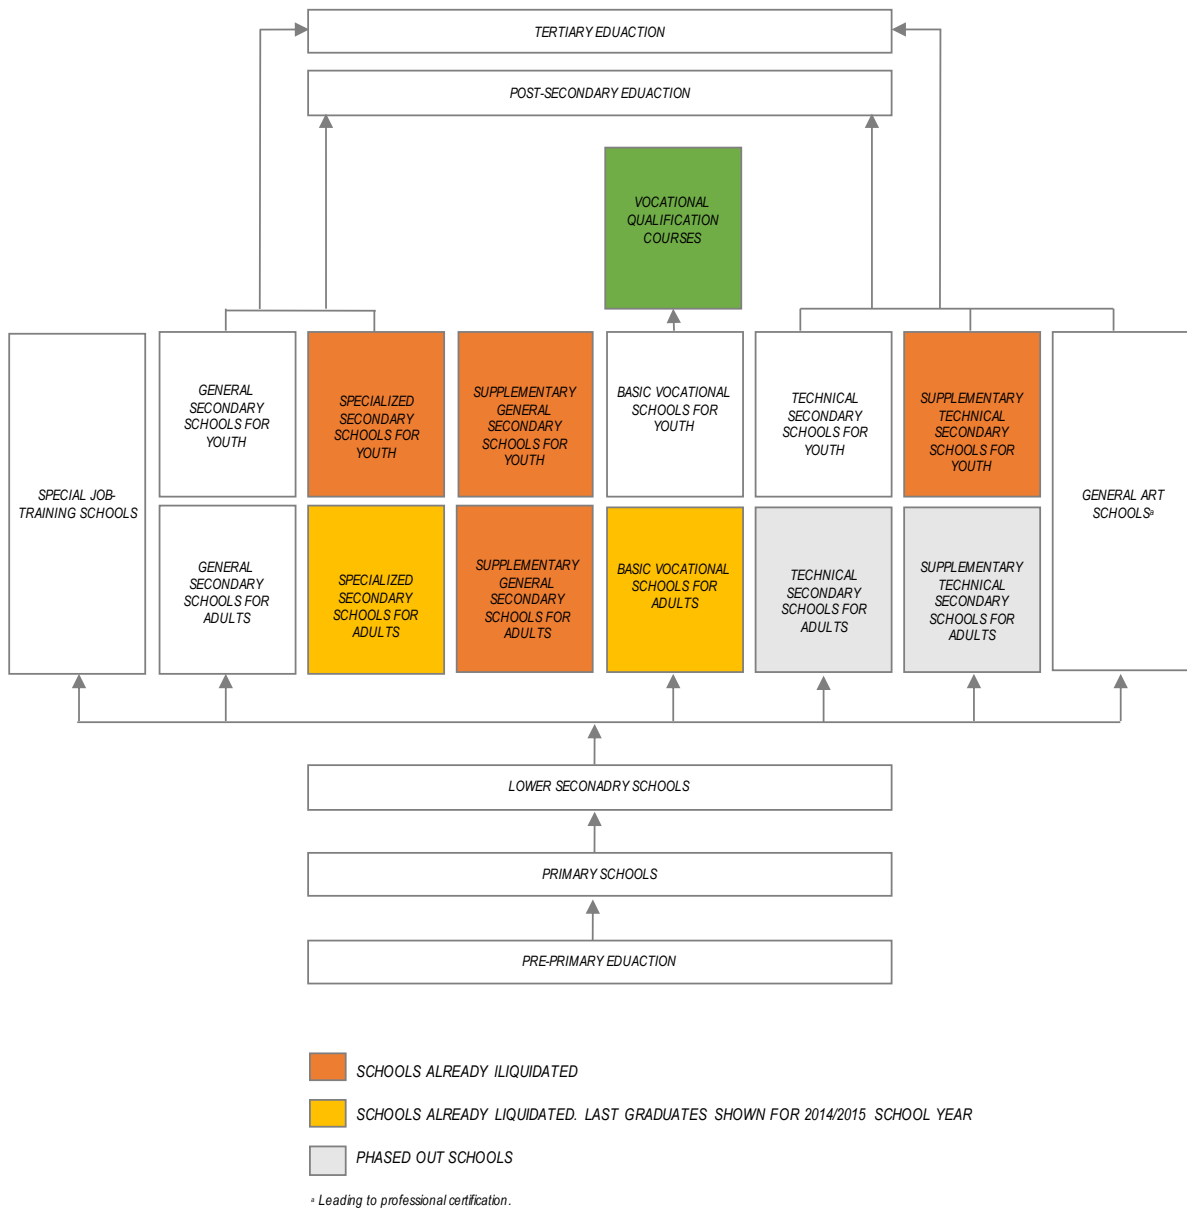 TERTIARY EDUACTION
POST-SECONDARY EDUACTION
VOCATIONAL
QUALIFICATION
COURSES
SPECIAL JOB-
TRAINING SCHOOLS
GENERAL
SECONDARY
SCHOOLS FOR
YOUTH
SPECIALIZED
SECONDARY
SCHOOLS FOR
YOUTH
SUPPLEMENTARY
GENERAL
SECONDARY
SCHOOLS FOR
YOUTH
BASIC VOCATIONAL
SCHOOLS FOR
YOUTH
TECHNICAL
SECONDARY
SCHOOLS FOR
YOUTH
SUPPLEMENTARY
TECHNICAL
SECONDARY
SCHOOLS FOR
YOUTH
GENERAL ART
SCHOOLSª
GENERAL
SECONDARY
SCHOOLS FOR
ADULTS
SPECIALIZED
SECONDARY
SCHOOLS FOR
ADULTS
SUPPLEMENTARY
GENERAL
SECONDARY
SCHOOLS FOR
ADULTS
BASIC VOCATIONAL
SCHOOLS FOR
ADULTS
TECHNICAL
SECONDARY
SCHOOLS FOR
ADULTS
SUPPLEMENTARY
TECHNICAL
SECONDARY
SCHOOLS FOR
ADULTS
LOWER SECONADRY SCHOOLS
PRIMARY SCHOOLS
PRE-PRIMARY EDUACTION
SCHOOLS ALREADY ILIQUIDATED
SCHOOLS ALREADY LIQUIDATED. LAST GRADUATES SHOWN FOR 2014/2015 SCHOOL YEAR
PHASED OUT SCHOOLS
ª Leading to professional certification.